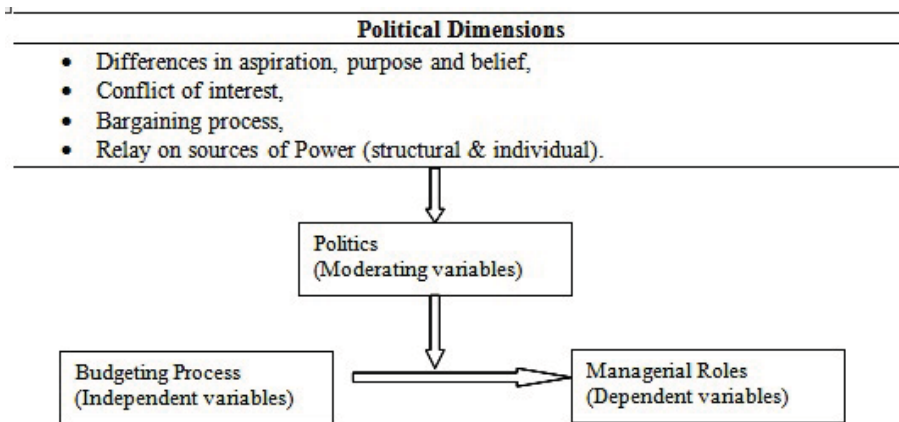 Political Dimensions
• Differences in aspiration, purpose and belief,
• Conflict of interest,
• Bargaining process,
• Relay on sources of Power (structural & individual).
Politics
(Moderating variables)
Budgeting Process
(Independent variables)
Managerial Roles
(Dependent variables)